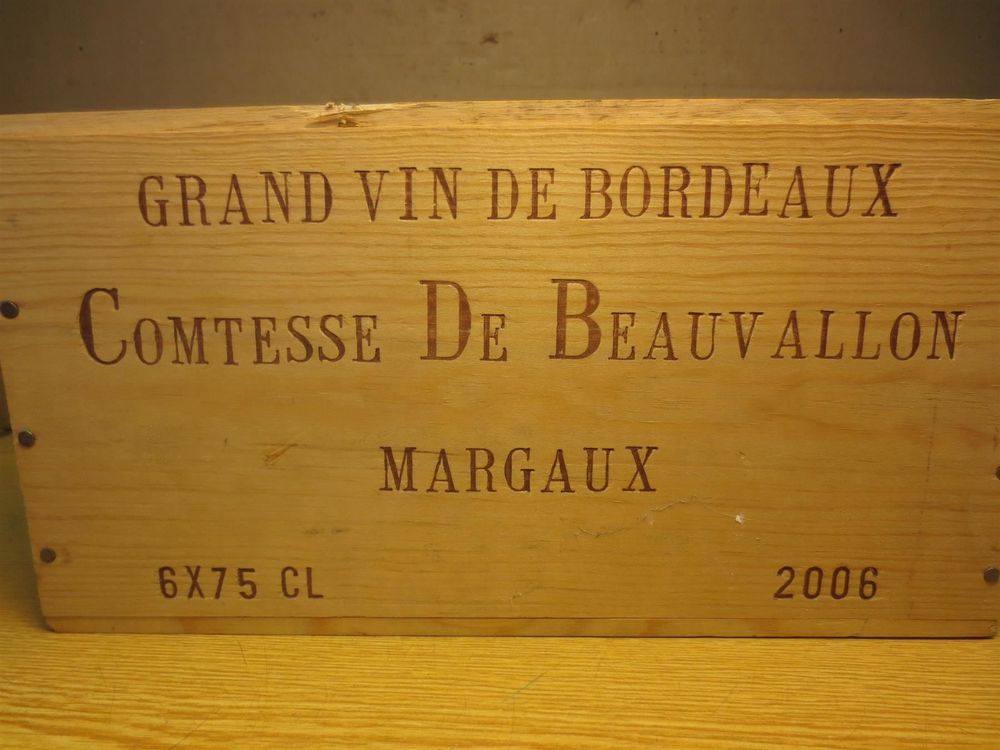 GRAND VIN DE BORDEAUX
COMTESSE DE BEAUVALLON
MARGAUX
6X75 CL 2006